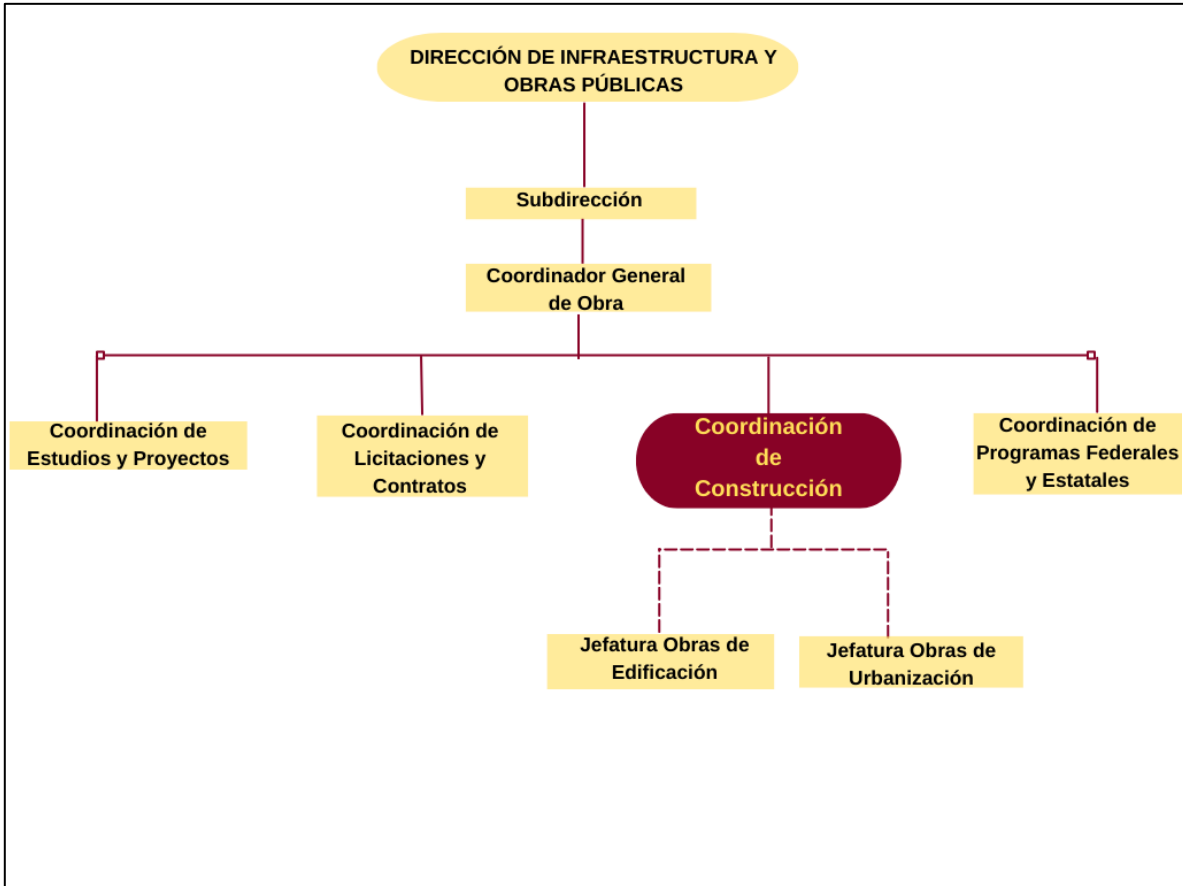 DIRECCIÓN DE INFRAESTRUCTURA Y
OBRAS PÚBLICAS
Subdirección
Coordinador General
de Obra
Coordinación de
Estudios y Proyectos
Coordinación de
Licitaciones y
Contratos
Coordinación
de
Construcción
Coordinación de
Programas Federales
y Estatales
Jefatura Obras de
Edificación
Jefatura Obras de
Urbanización